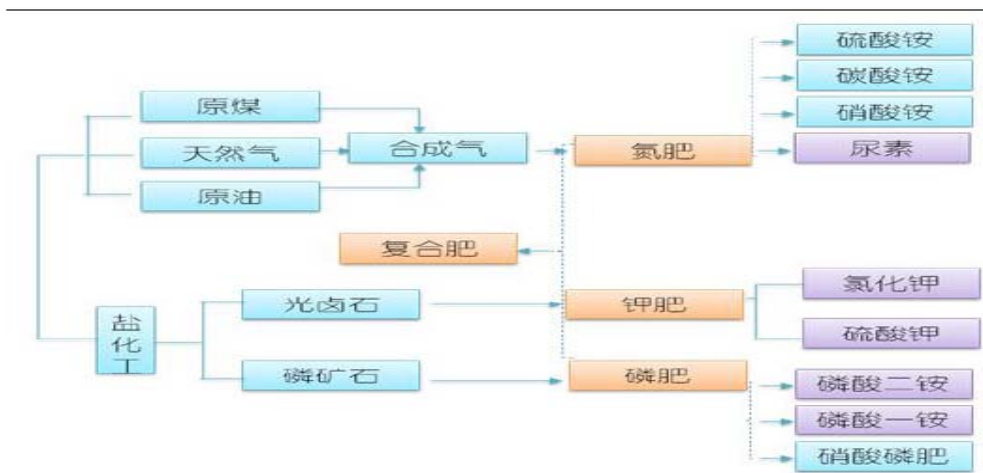 硫酸铵
碳酸铵
硝酸铵
尿素
原煤
天然气
原油
合成气
氮肥
复合肥
盐化工
光卤石
磷矿石
钾肥
磷肥
氯化钾
硫酸钾
磷酸二铵
磷酸一铵
硝酸磷肥